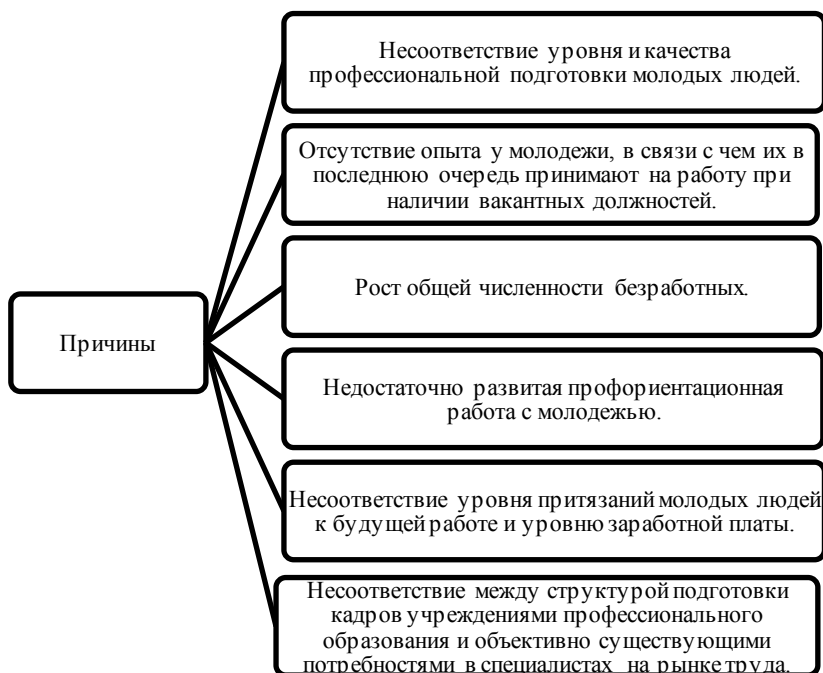 Несоответствие уровня и качества
профессиональной подготовки молодых людей.
Отсутствие опыта у молодежи, в связи с чем их в
последнюю очередь принимают на работу при
наличии вакантных должностей.
Рост общей численности безработных.
Причины
Недостаточно развитая профориентационная
работа с молодежью.
Несоответствие уровня притязаний молодых людей
к будущей работе и уровню заработной платы.
Несоответствие между структурой подготовки
кадров учреждениями профессионального
образования и объективно существующими
потребностями в специалистах на рынке труда.